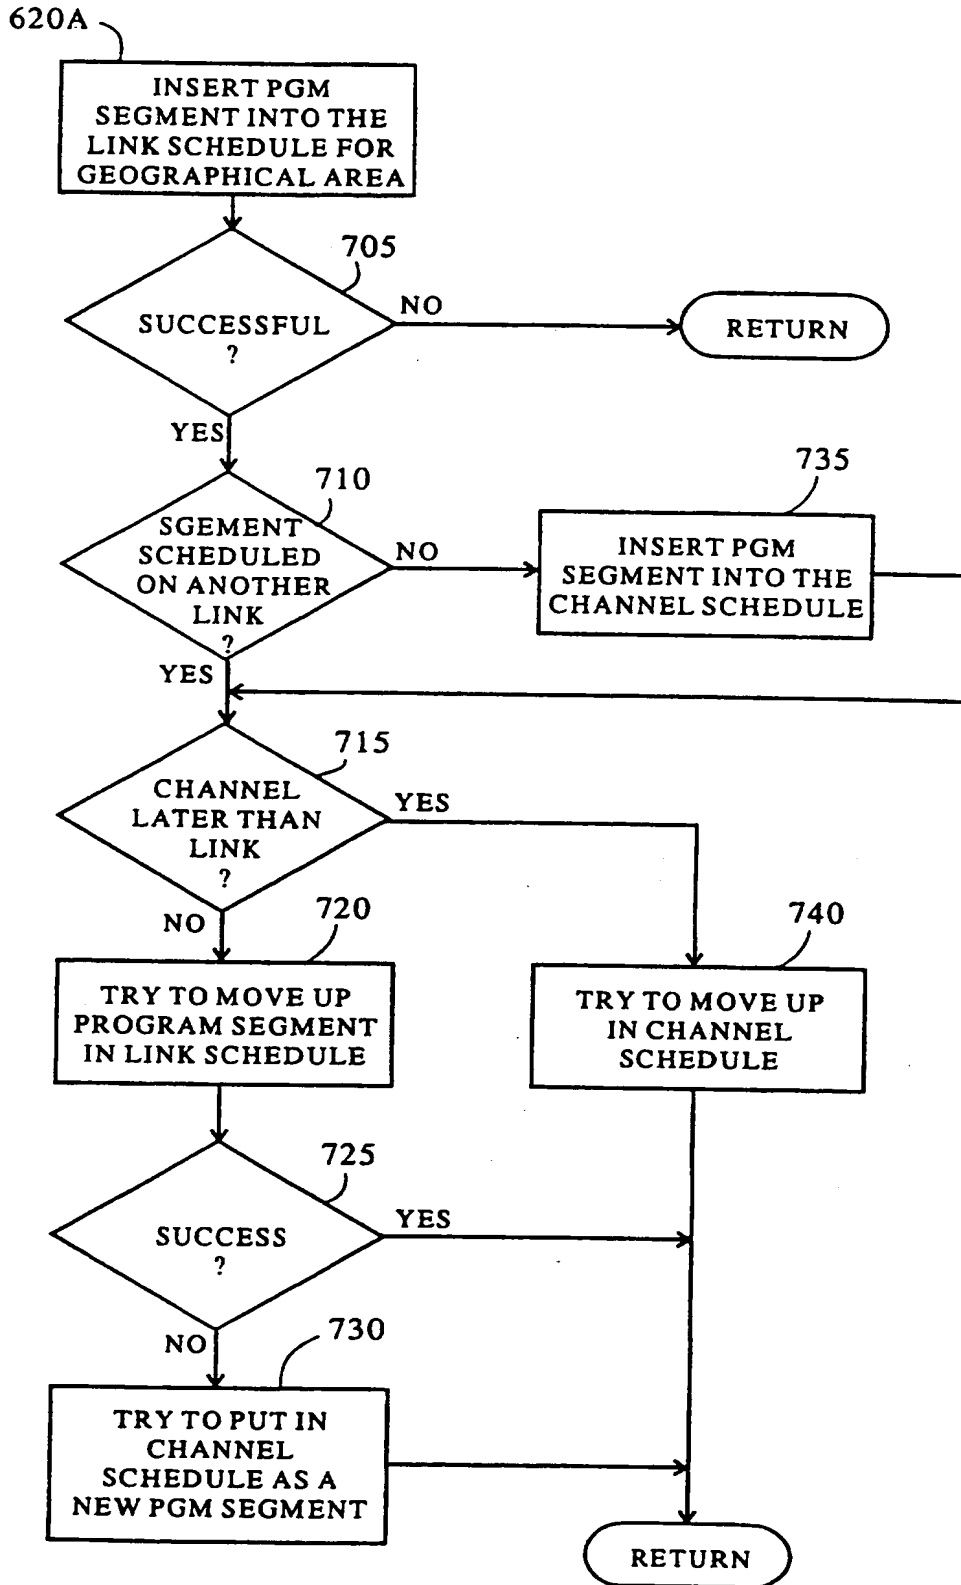 620A
INSERT PGM
SEGMENT INTO THE
LINK SCHEDULE FOR
GEOGRAPHICAL AREA
705
SUCCESSFUL
?
NO
RETURN
YES
710
SGEMENT
SCHEDULED
ON ANOTHER
LINK
?
NO
735
INSERT PGM
SEGMENT INTO THE
CHANNEL SCHEDULE
YES
715
CHANNEL
LATER THAN
LINK
?
YES
NO
720
TRY TO MOVE UP
PROGRAM SEGMENT
IN LINK SCHEDULE
740
TRY TO MOVE UP
IN CHANNEL
SCHEDULE
725
SUCCESS
?
YES
NO
730
TRY TO PUT IN
CHANNEL
SCHEDULE AS A
NEW PGM SEGMENT
RETURN